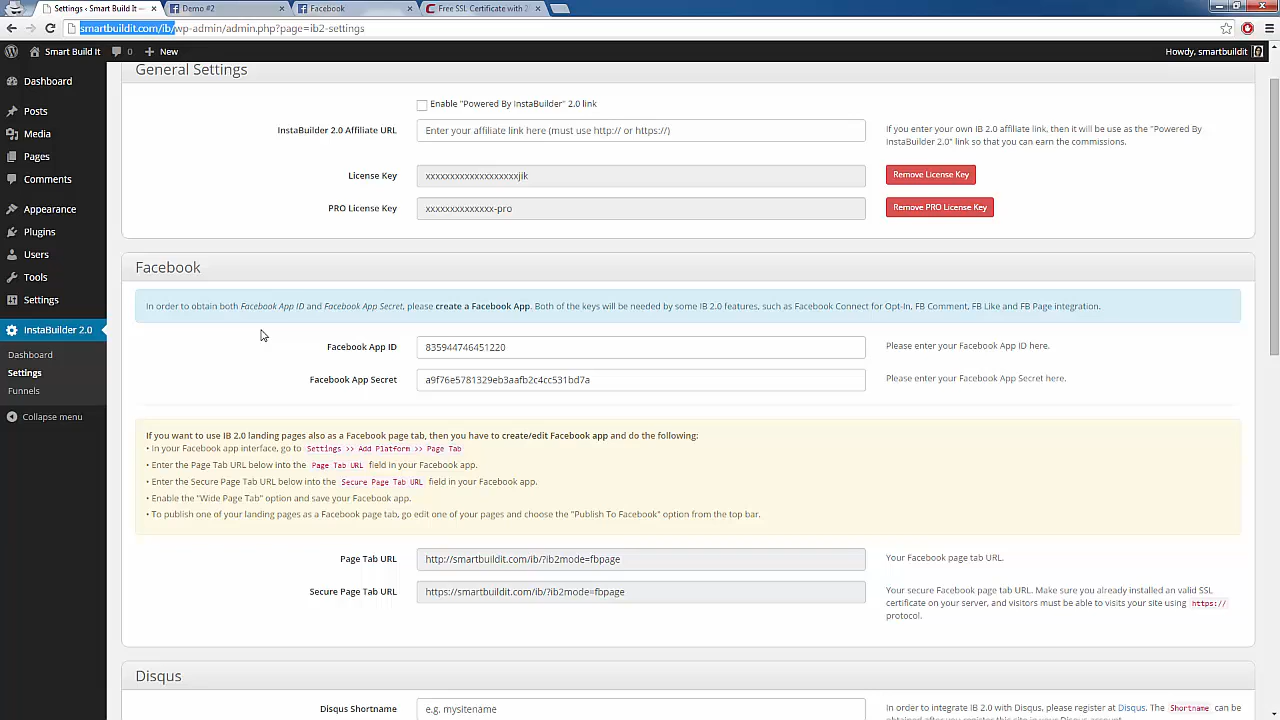 Settings ‹ Smart Build It ...
Demo #2
Facebook
Free SSL Certificate with 2
smartbuildit.com/ib/wp-admin/admin.php?page=ib2-settings
Smart Build It
0
+ New
Howdy, smartbuildit
Dashboard
Posts
Media
Pages
Comments
Appearance
Plugins
Users
Tools
Settings
InstaBuilder 2.0
Dashboard
Settings
Funnels
Collapse menu
General Settings
Enable "Powered By InstaBuilder" 2.0 link
InstaBuilder 2.0 Affiliate URL
Enter your affiliate link here (must use http:// or https://)
If you enter your own IB 2.0 affiliate link, then it will be use as the "Powered By
InstaBuilder 2.0" link so that you can earn the commissions.
License Key
xxxxxxxxxxxxxxxxxxxjik
Remove License Key
PRO License Key
xxxxxxxxxxxxxx-pro
Remove PRO License Key
Facebook
In order to obtain both Facebook App ID and Facebook App Secret, please create a Facebook App. Both of the keys will be needed by some IB 2.0 features, such as Facebook Connect for Opt-In, FB Comment, FB Like and FB Page integration.
Facebook App ID
835944746451220
Please enter your Facebook App ID here.
Facebook App Secret
a9f76e5781329eb3aafb2c4cc531bd7a
Please enter your Facebook App Secret here.
If you want to use IB 2.0 landing pages also as a Facebook page tab, then you have to create/edit Facebook app and do the following:
• In your Facebook app interface, go to Settings >> Add Platform >> Page Tab
• Enter the Page Tab URL below into the Page Tab URL field in your Facebook app.
• Enter the Secure Page Tab URL below into the Secure Page Tab URL field in your Facebook app.
• Enable the "Wide Page Tab" option and save your Facebook app.
• To publish one of your landing pages as a Facebook page tab, go edit one of your pages and choose the "Publish To Facebook" option from the top bar.
Page Tab URL
http://smartbuildit.com/ib/?ib2mode=fbpage
Your Facebook page tab URL.
Secure Page Tab URL
https://smartbuildit.com/ib/?ib2mode=fbpage
Your secure Facebook page tab URL. Make sure you already installed an valid SSL
certificate on your server, and visitors must be able to visits your site using https://
protocol.
Disqus
Disqus Shortname
e.g. mysitename
In order to integrate IB 2.0 with Disqus, please register at Disqus. The Shortname can be